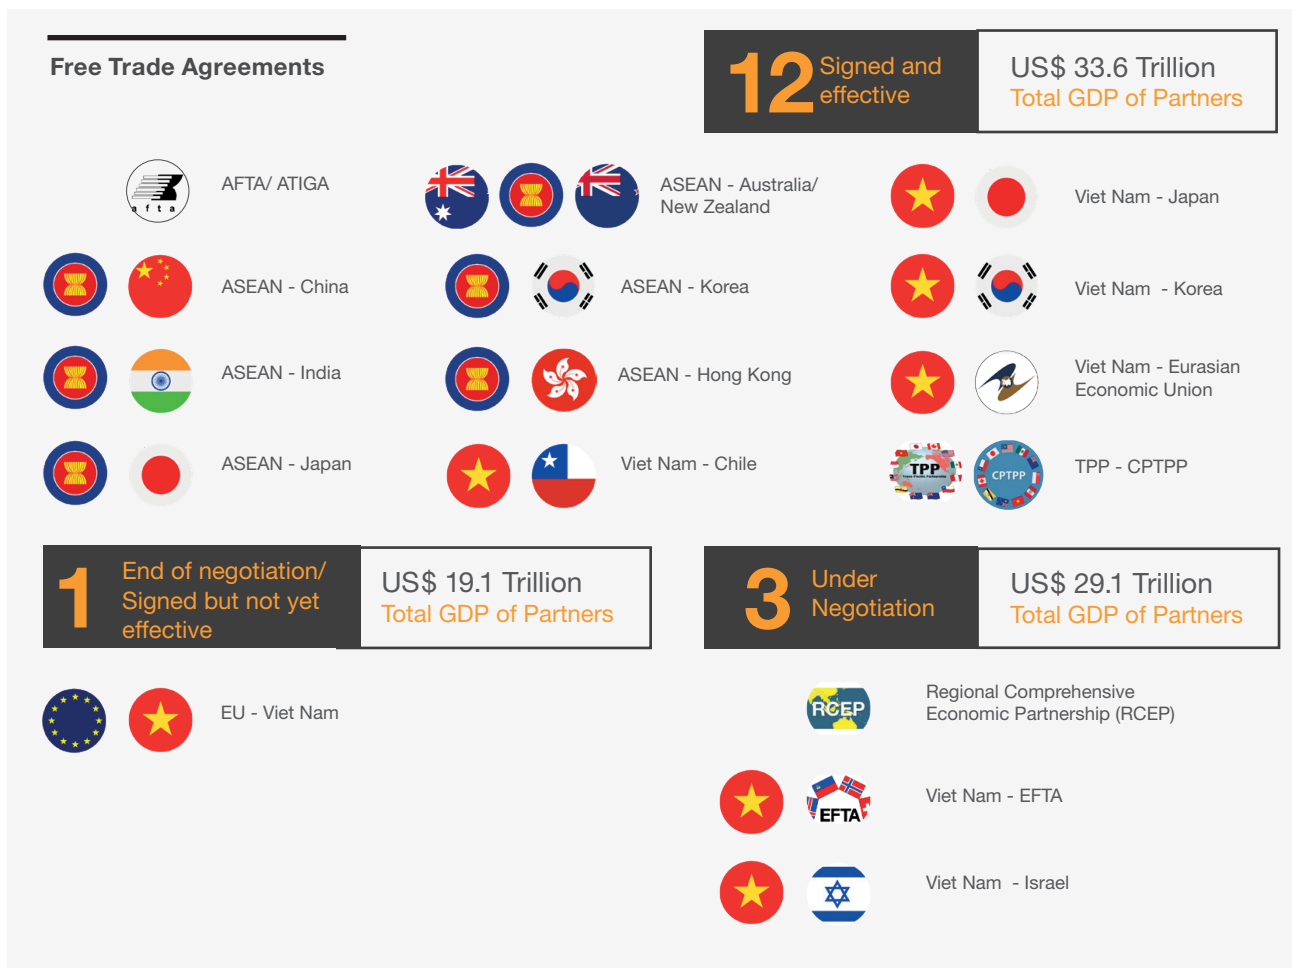 Free Trade Agreements
12 Signed and
effective
US$ 33.6 Trillion
Total GDP of Partners
afta
AFTA/ ATIGA
ASEAN - Australia/
New Zealand
Viet Nam - Japan
ASEAN - China
ASEAN - Korea
Viet Nam - Korea
ASEAN - India
ASEAN - Hong Kong
Viet Nam - Eurasian
Economic Union
ASEAN - Japan
Viet Nam - Chile
TPP
Trans-Pacific Partnership
CPTPP
TPP - CPTPP
1
End of negotiation/
Signed but not yet
effective
US$ 19.1 Trillion
Total GDP of Partners
3
Under
Negotiation
US$ 29.1 Trillion
Total GDP of Partners
EU - Viet Nam
RCEP
Regional Comprehensive
Economic Partnership (RCEP)
EFTA
Viet Nam - EFTA
Viet Nam - Israel